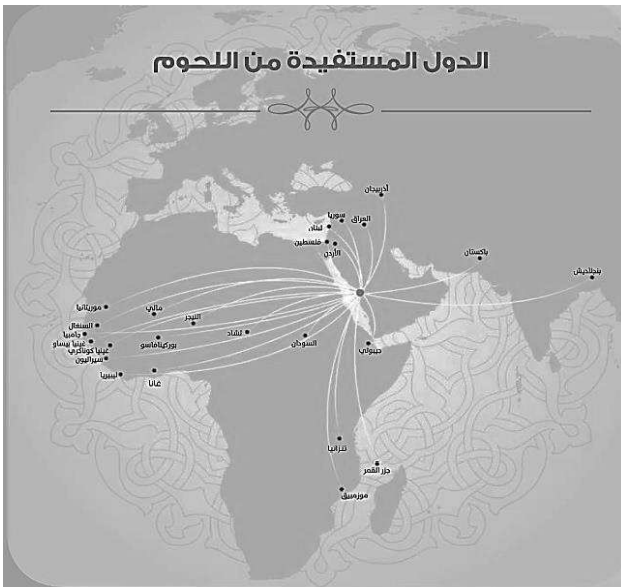 الدول المستفيدة من اللحوم
أذربيجان
سوريا
العراق
لبنان
فلسطين
الأردن
باكستان
بنجلاديش
موريتانيا
مالي
النيجر
السنغال
جامبيا
غينيا بيساو
غينيا كوناكري
سيراليون
ليبيريا
بوركينافاسو
تشاد
السودان
جيبوتي
غانا
تنزانيا
جزر القمر
موزمبيق